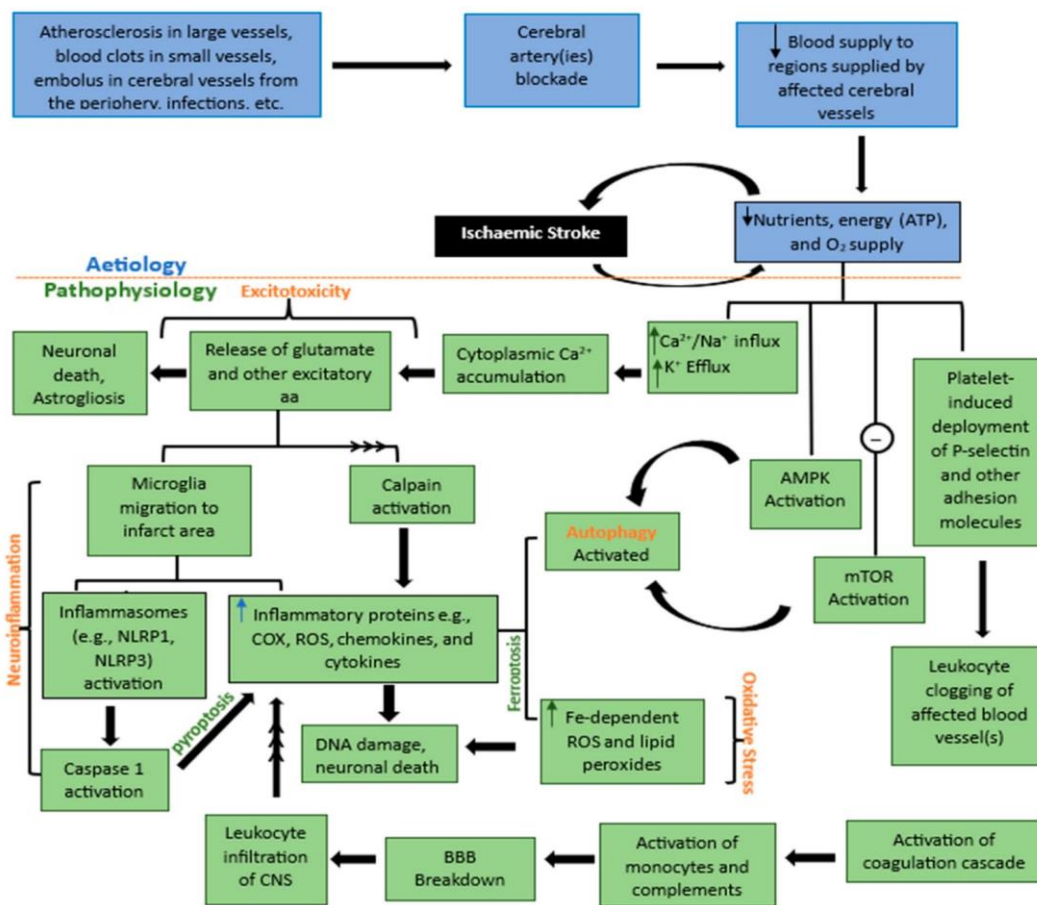 Atherosclerosis in large vessels,
blood clots in small vessels,
embolus in cerebral vessels from
the periphery, infections, etc.
Cerebral
artery(ies)
blockade
↓ Blood supply to
regions supplied by
affected cerebral
vessels
Ischaemic Stroke
↓Nutrients, energy (ATP),
and O₂ supply
Aetiology
Pathophysiology
Excitotoxicity
Neuronal
death,
Astrogliosis
Release of glutamate
and other excitatory
aa
Cytoplasmic Ca²⁺
accumulation
↑Ca²⁺/Na⁺ influx
↑K⁺ Efflux
Platelet-
induced
deployment
of P-selectin
and other
adhesion
molecules
−
Microglia
migration to
infarct area
Calpain
activation
AMPK
Activation
Autophagy
Activated
mTOR
Activation
Neuroinflammation
Inflammasomes
(e.g., NLRP1,
NLRP3)
activation
↑ Inflammatory proteins e.g.,
COX, ROS, chemokines, and
cytokines
Ferroptosis
Leukocyte
clogging of
affected blood
vessel(s)
pyroptosis
Caspase 1
activation
DNA damage,
neuronal death
↑ Fe-dependent
ROS and lipid
peroxides
Oxidative Stress
Leukocyte
infiltration
of CNS
BBB
Breakdown
Activation of
monocytes and
complements
Activation of
coagulation cascade